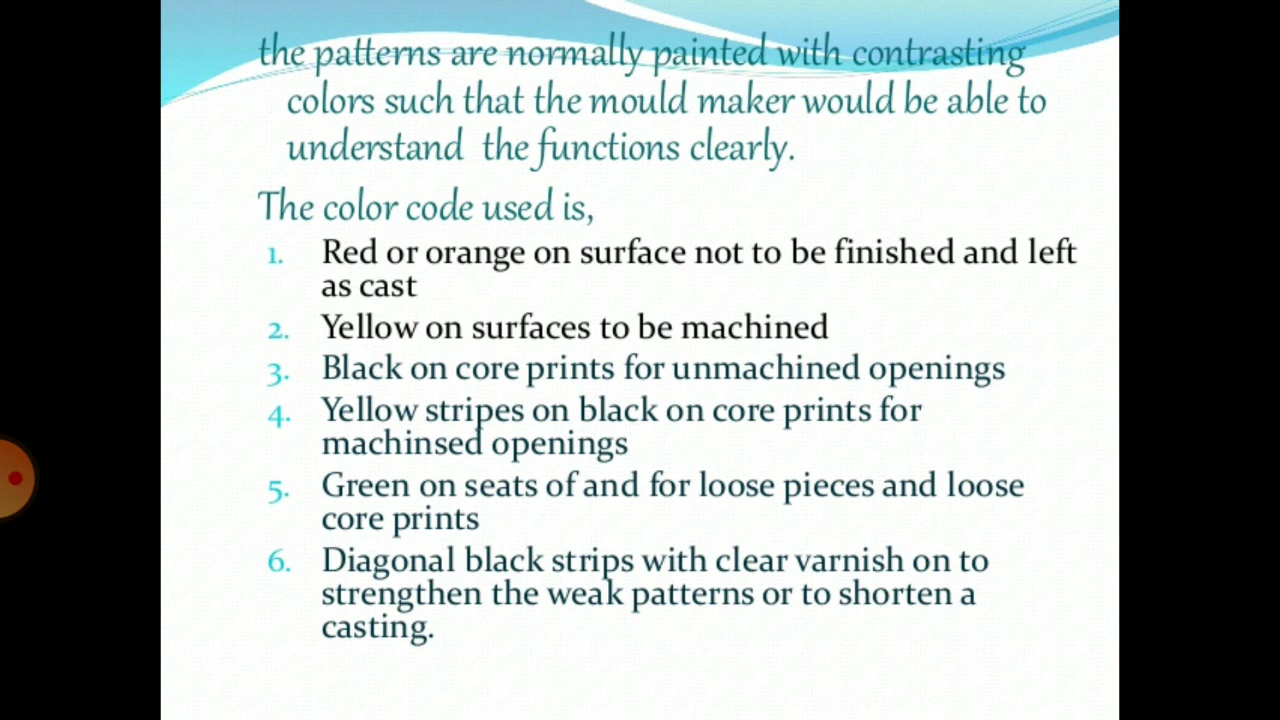 the patterns are normally painted with contrasting
colors such that the mould maker would be able to
understand the functions clearly.
The color code used is,
1. Red or orange on surface not to be finished and left
as cast
2. Yellow on surfaces to be machined
3. Black on core prints for unmachined openings
4. Yellow stripes on black on core prints for
machinsed openings
5. Green on seats of and for loose pieces and loose
core prints
6. Diagonal black strips with clear varnish on to
strengthen the weak patterns or to shorten a
casting.